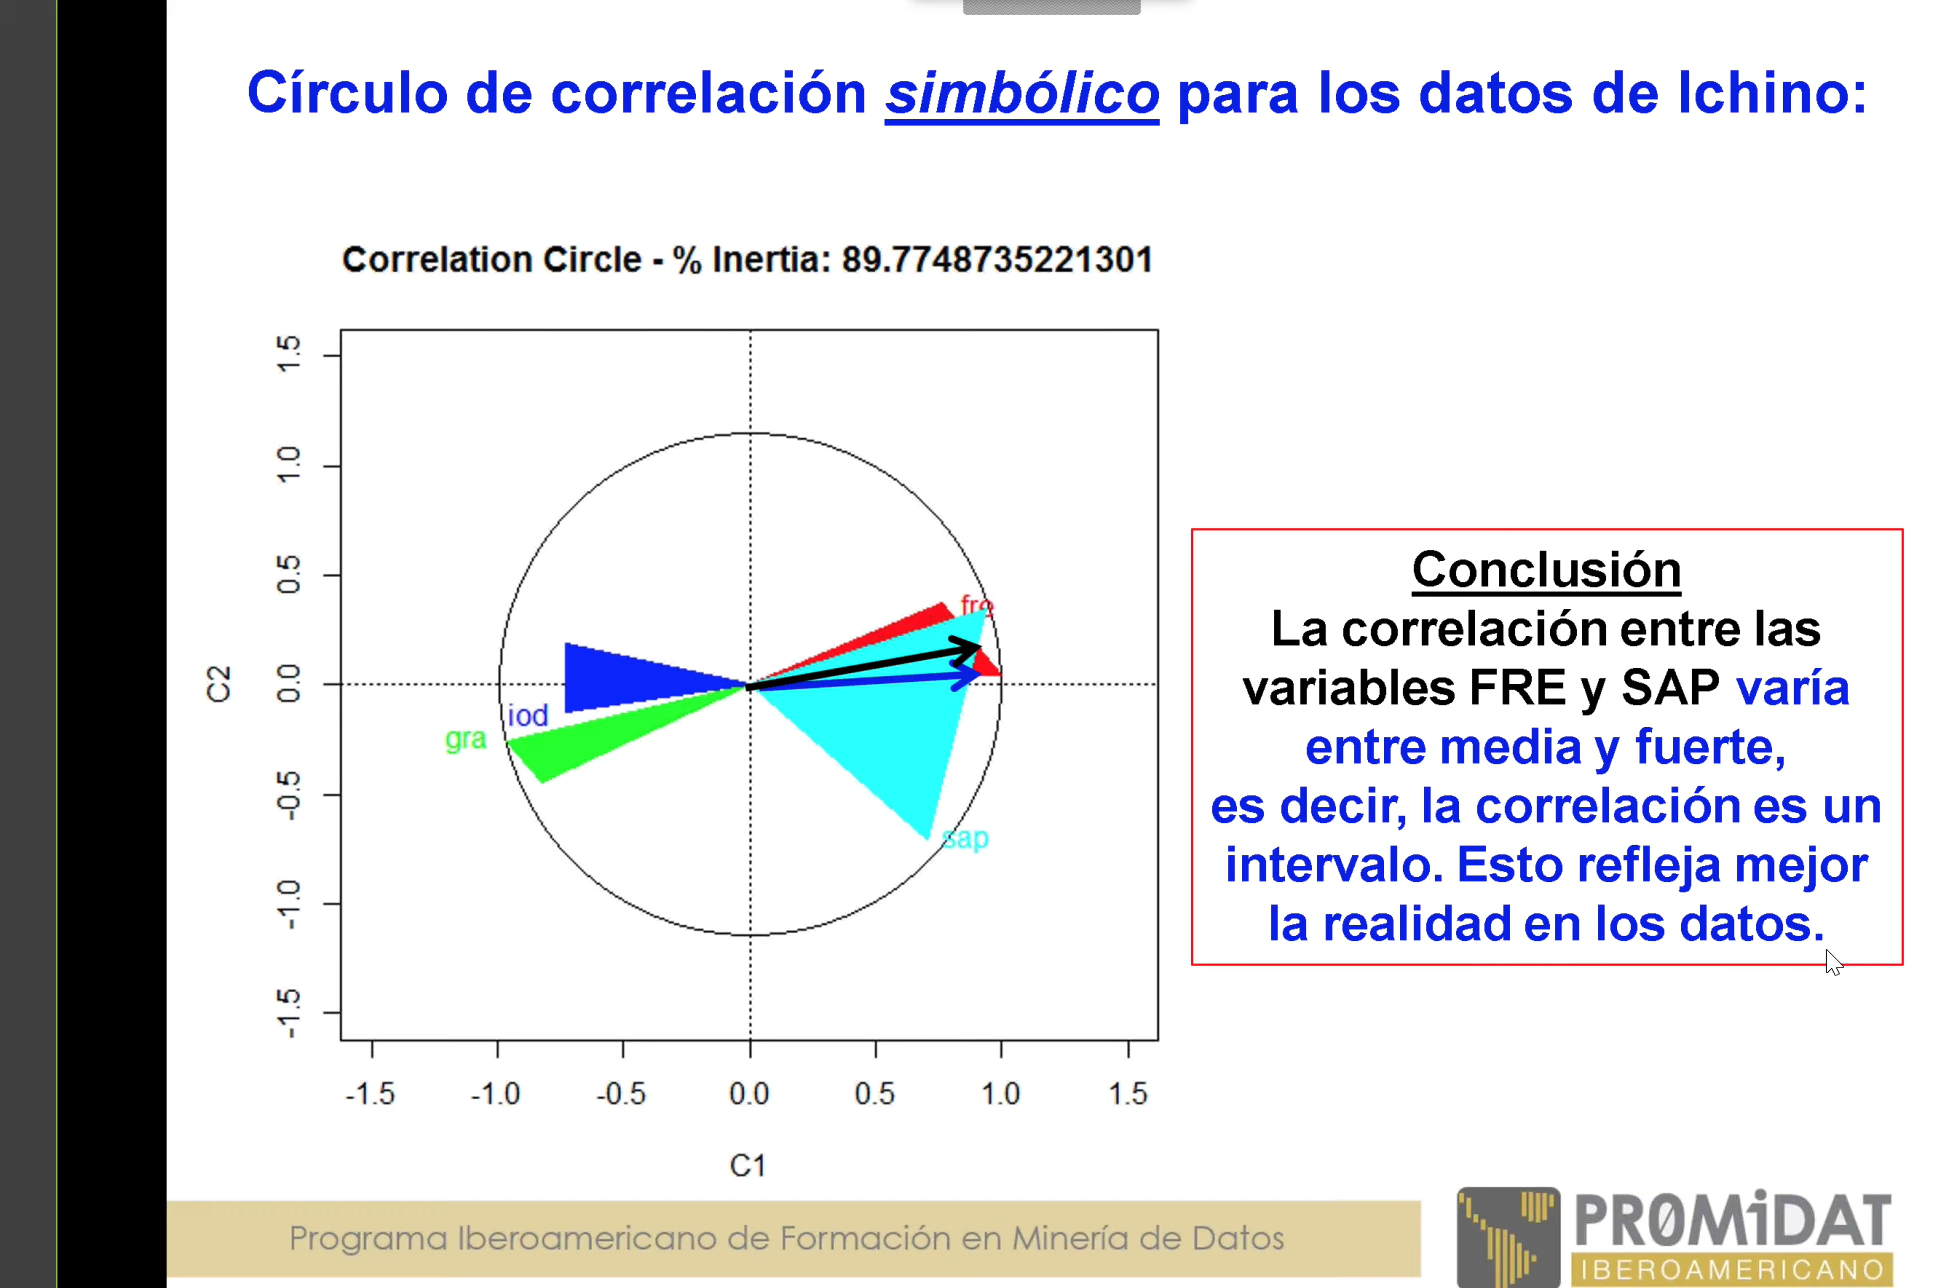 Círculo de correlación simbólico para los datos de Ichino:
Correlation Circle - % Inertia: 89.7748735221301
1.5
1.0
0.5
0.0
-0.5
-1.0
-1.5
C2
fre
iod
gra
sap
-1.5 -1.0 -0.5 0.0 0.5 1.0 1.5
C1
Conclusión
La correlación entre las
variables FRE y SAP varía
entre media y fuerte,
es decir, la correlación es un
intervalo. Esto refleja mejor
la realidad en los datos.
Programa Iberoamericano de Formación en Minería de Datos
PR0MiDAT
IBEROAMERICANO